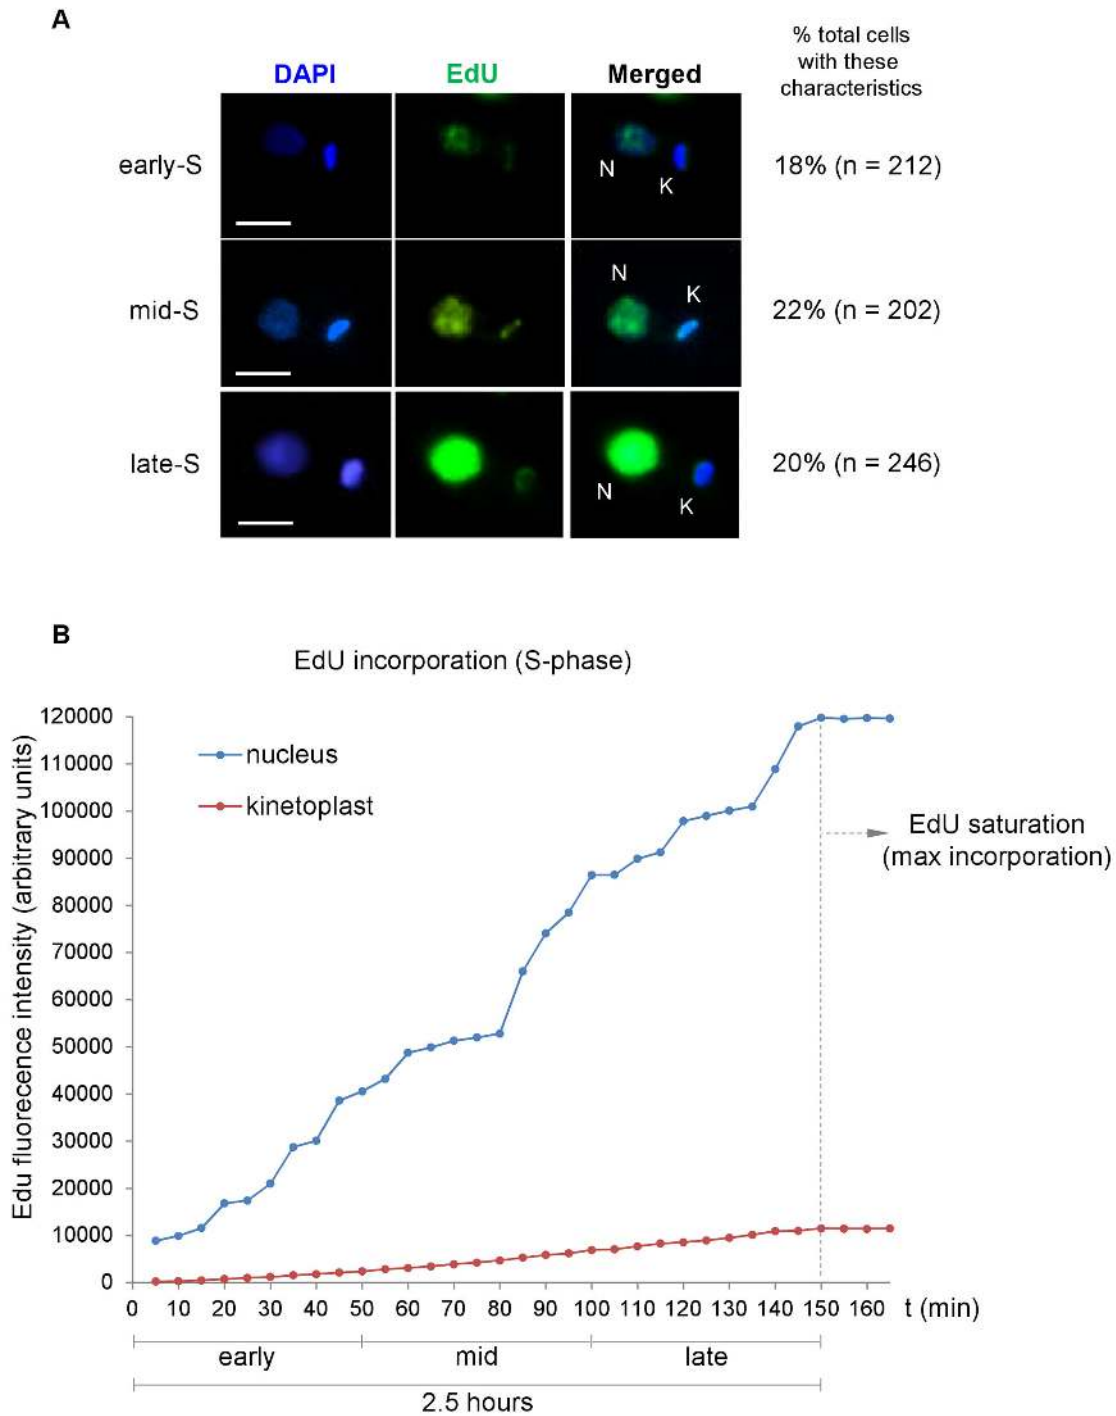 A
% total cells
with these
characteristics
DAPI EdU Merged
early-S N K 18% (n = 212)
mid-S N K 22% (n = 202)
late-S N K 20% (n = 246)
B
EdU incorporation (S-phase)
Edu fluorecence intensity (arbitrary units)
120000
110000
100000
90000
80000
70000
60000
50000
40000
30000
20000
10000
0
nucleus
kinetoplast
EdU saturation
(max incorporation)
0 10 20 30 40 50 60 70 80 90 100 110 120 130 140 150 160 t (min)
early mid late
2.5 hours